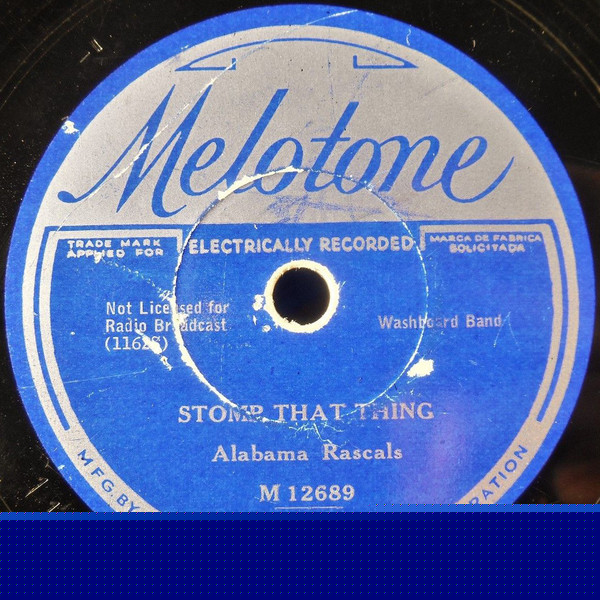 Melotone
TRADE MARK
APPLIED FOR
ELECTRICALLY RECORDED
MARCA DE FABRICA
SOLICITADA
Not Licensed for
Radio Broadcast
Washboard Band
STOMP THAT THING
Alabama Rascals
M 12689
MFG. BY